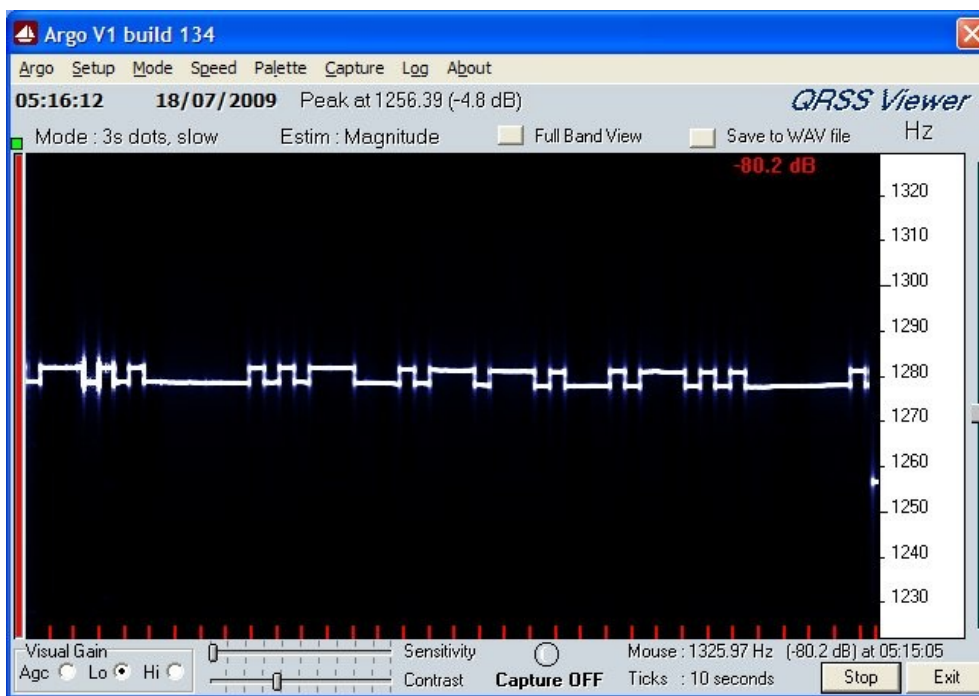 Argo V1 build 134
Argo Setup Mode Speed Palette Capture Log About
05:16:12 18/07/2009 Peak at 1256.39 (-4.8 dB) QRSS Viewer
Mode : 3s dots, slow Estim : Magnitude Full Band View Save to WAV file Hz
-80.2 dB
1320
1310
1300
1290
1280
1270
1260
1250
1240
1230
Visual Gain Sensitivity Mouse : 1325.97 Hz (-80.2 dB) at 05:15:05
Agc Lo Hi Contrast Capture OFF Ticks : 10 seconds Stop Exit